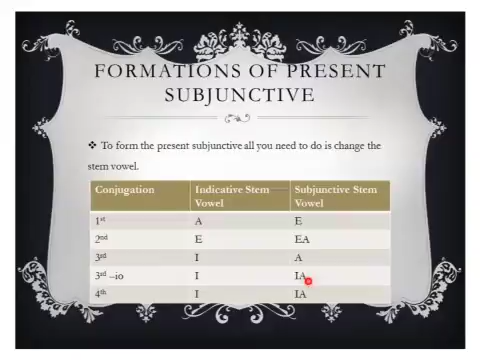 FORMATIONS OF PRESENT
SUBJUNCTIVE
❖ To form the present subjunctive all you need to do is change the
stem vowel.
Conjugation Indicative Stem Vowel Subjunctive Stem Vowel
1st A E
2nd E EA
3rd I A
3rd –io I IA
4th I IA